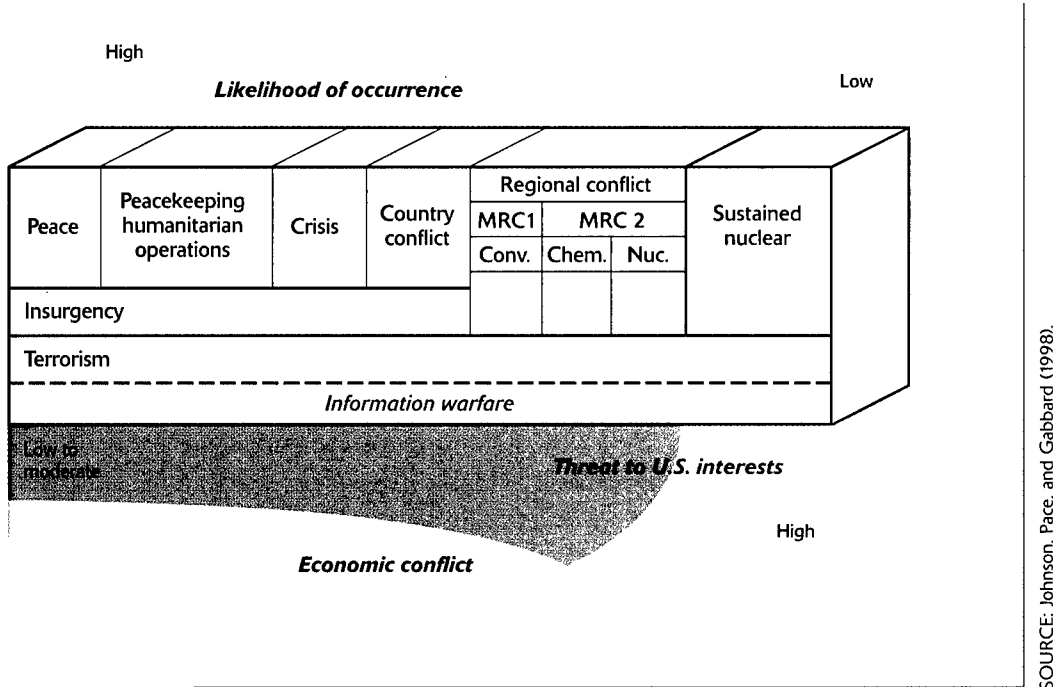 High
Likelihood of occurrence
Low
Peace
Peacekeeping
humanitarian
operations
Crisis
Country
conflict
Regional conflict
MRC1
MRC 2
Conv.
Chem.
Nuc.
Sustained
nuclear
Insurgency
Terrorism
Information warfare
Low to
moderate
Threat to U.S. interests
High
Economic conflict
SOURCE: Johnson, Pace, and Gabbard (1998).